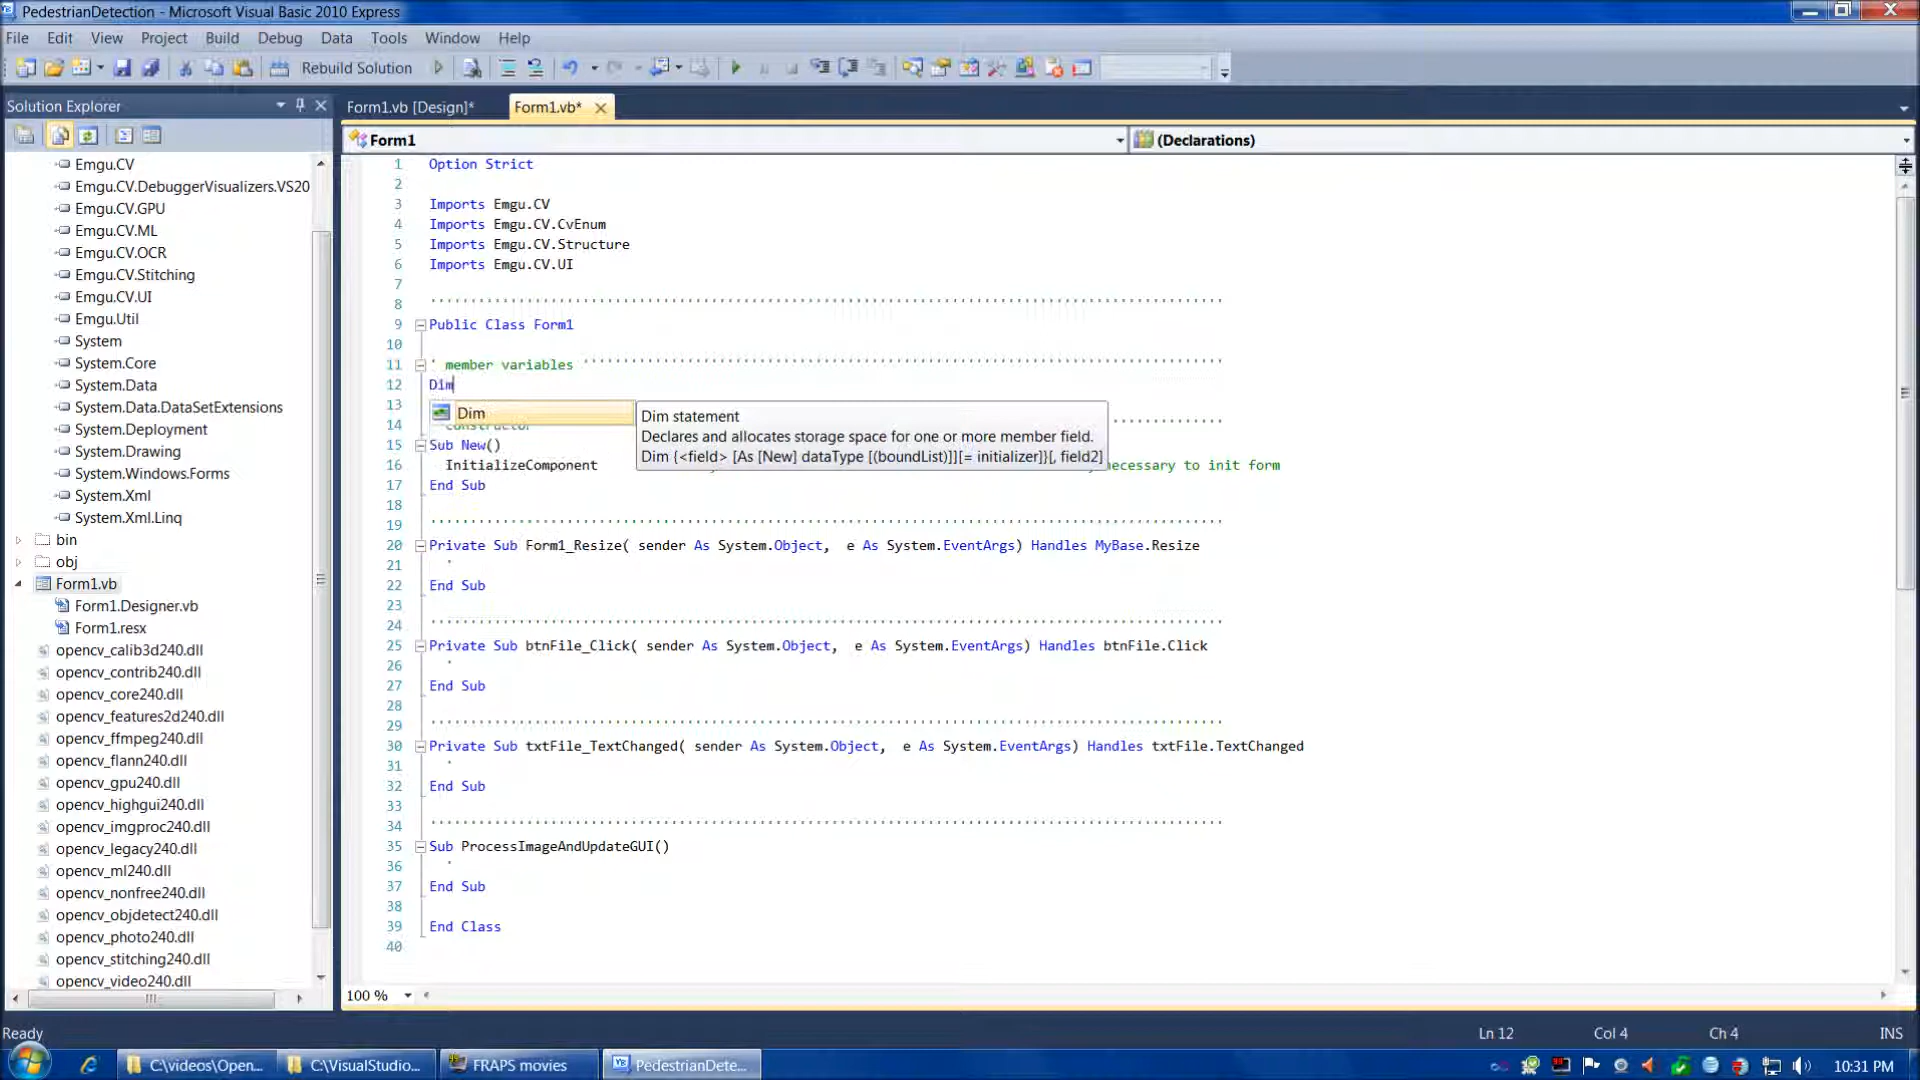 PedestrianDetection - Microsoft Visual Basic 2010 Express
File Edit View Project Build Debug Data Tools Window Help
Rebuild Solution
Solution Explorer
Form1.vb [Design]*
Form1.vb*
Form1
(Declarations)
Emgu.CV
Emgu.CV.DebuggerVisualizers.VS20
Emgu.CV.GPU
Emgu.CV.ML
Emgu.CV.OCR
Emgu.CV.Stitching
Emgu.CV.UI
Emgu.Util
System
System.Core
System.Data
System.Data.DataSetExtensions
System.Deployment
System.Drawing
System.Windows.Forms
System.Xml
System.Xml.Linq
bin
obj
Form1.vb
Form1.Designer.vb
Form1.resx
opencv_calib3d240.dll
opencv_contrib240.dll
opencv_core240.dll
opencv_features2d240.dll
opencv_ffmpeg240.dll
opencv_flann240.dll
opencv_gpu240.dll
opencv_highgui240.dll
opencv_imgproc240.dll
opencv_legacy240.dll
opencv_ml240.dll
opencv_nonfree240.dll
opencv_objdetect240.dll
opencv_photo240.dll
opencv_stitching240.dll
opencv_video240.dll
1 Option Strict
2
3 Imports Emgu.CV
4 Imports Emgu.CV.CvEnum
5 Imports Emgu.CV.Structure
6 Imports Emgu.CV.UI
7
8
9 Public Class Form1
10
11 ' member variables
12 Dim
13
14
15 Sub New()
16 InitializeComponent necessary to init form
17 End Sub
18
19
20 Private Sub Form1_Resize( sender As System.Object, e As System.EventArgs) Handles MyBase.Resize
21 '
22 End Sub
23
24
25 Private Sub btnFile_Click( sender As System.Object, e As System.EventArgs) Handles btnFile.Click
26 '
27 End Sub
28
29
30 Private Sub txtFile_TextChanged( sender As System.Object, e As System.EventArgs) Handles txtFile.TextChanged
31 '
32 End Sub
33
34
35 Sub ProcessImageAndUpdateGUI()
36 '
37 End Sub
38
39 End Class
40
Dim
Dim statement
Declares and allocates storage space for one or more member field.
Dim {<field> [As [New] dataType [(boundList)]][= initializer]}[, field2]
100 %
Ready
Ln 12 Col 4 Ch 4 INS
C:\videos\Open...
C:\VisualStudio...
FRAPS movies
PedestrianDete...
10:31 PM